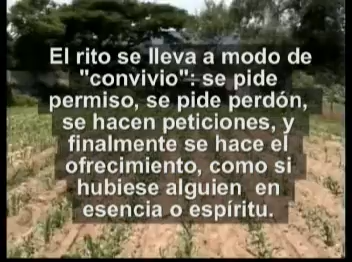 El rito se lleva a modo de
"convivio": se pide
permiso, se pide perdón,
se hacen peticiones, y
finalmente se hace el
ofrecimiento, como si
hubiese alguien en
esencia o espíritu.